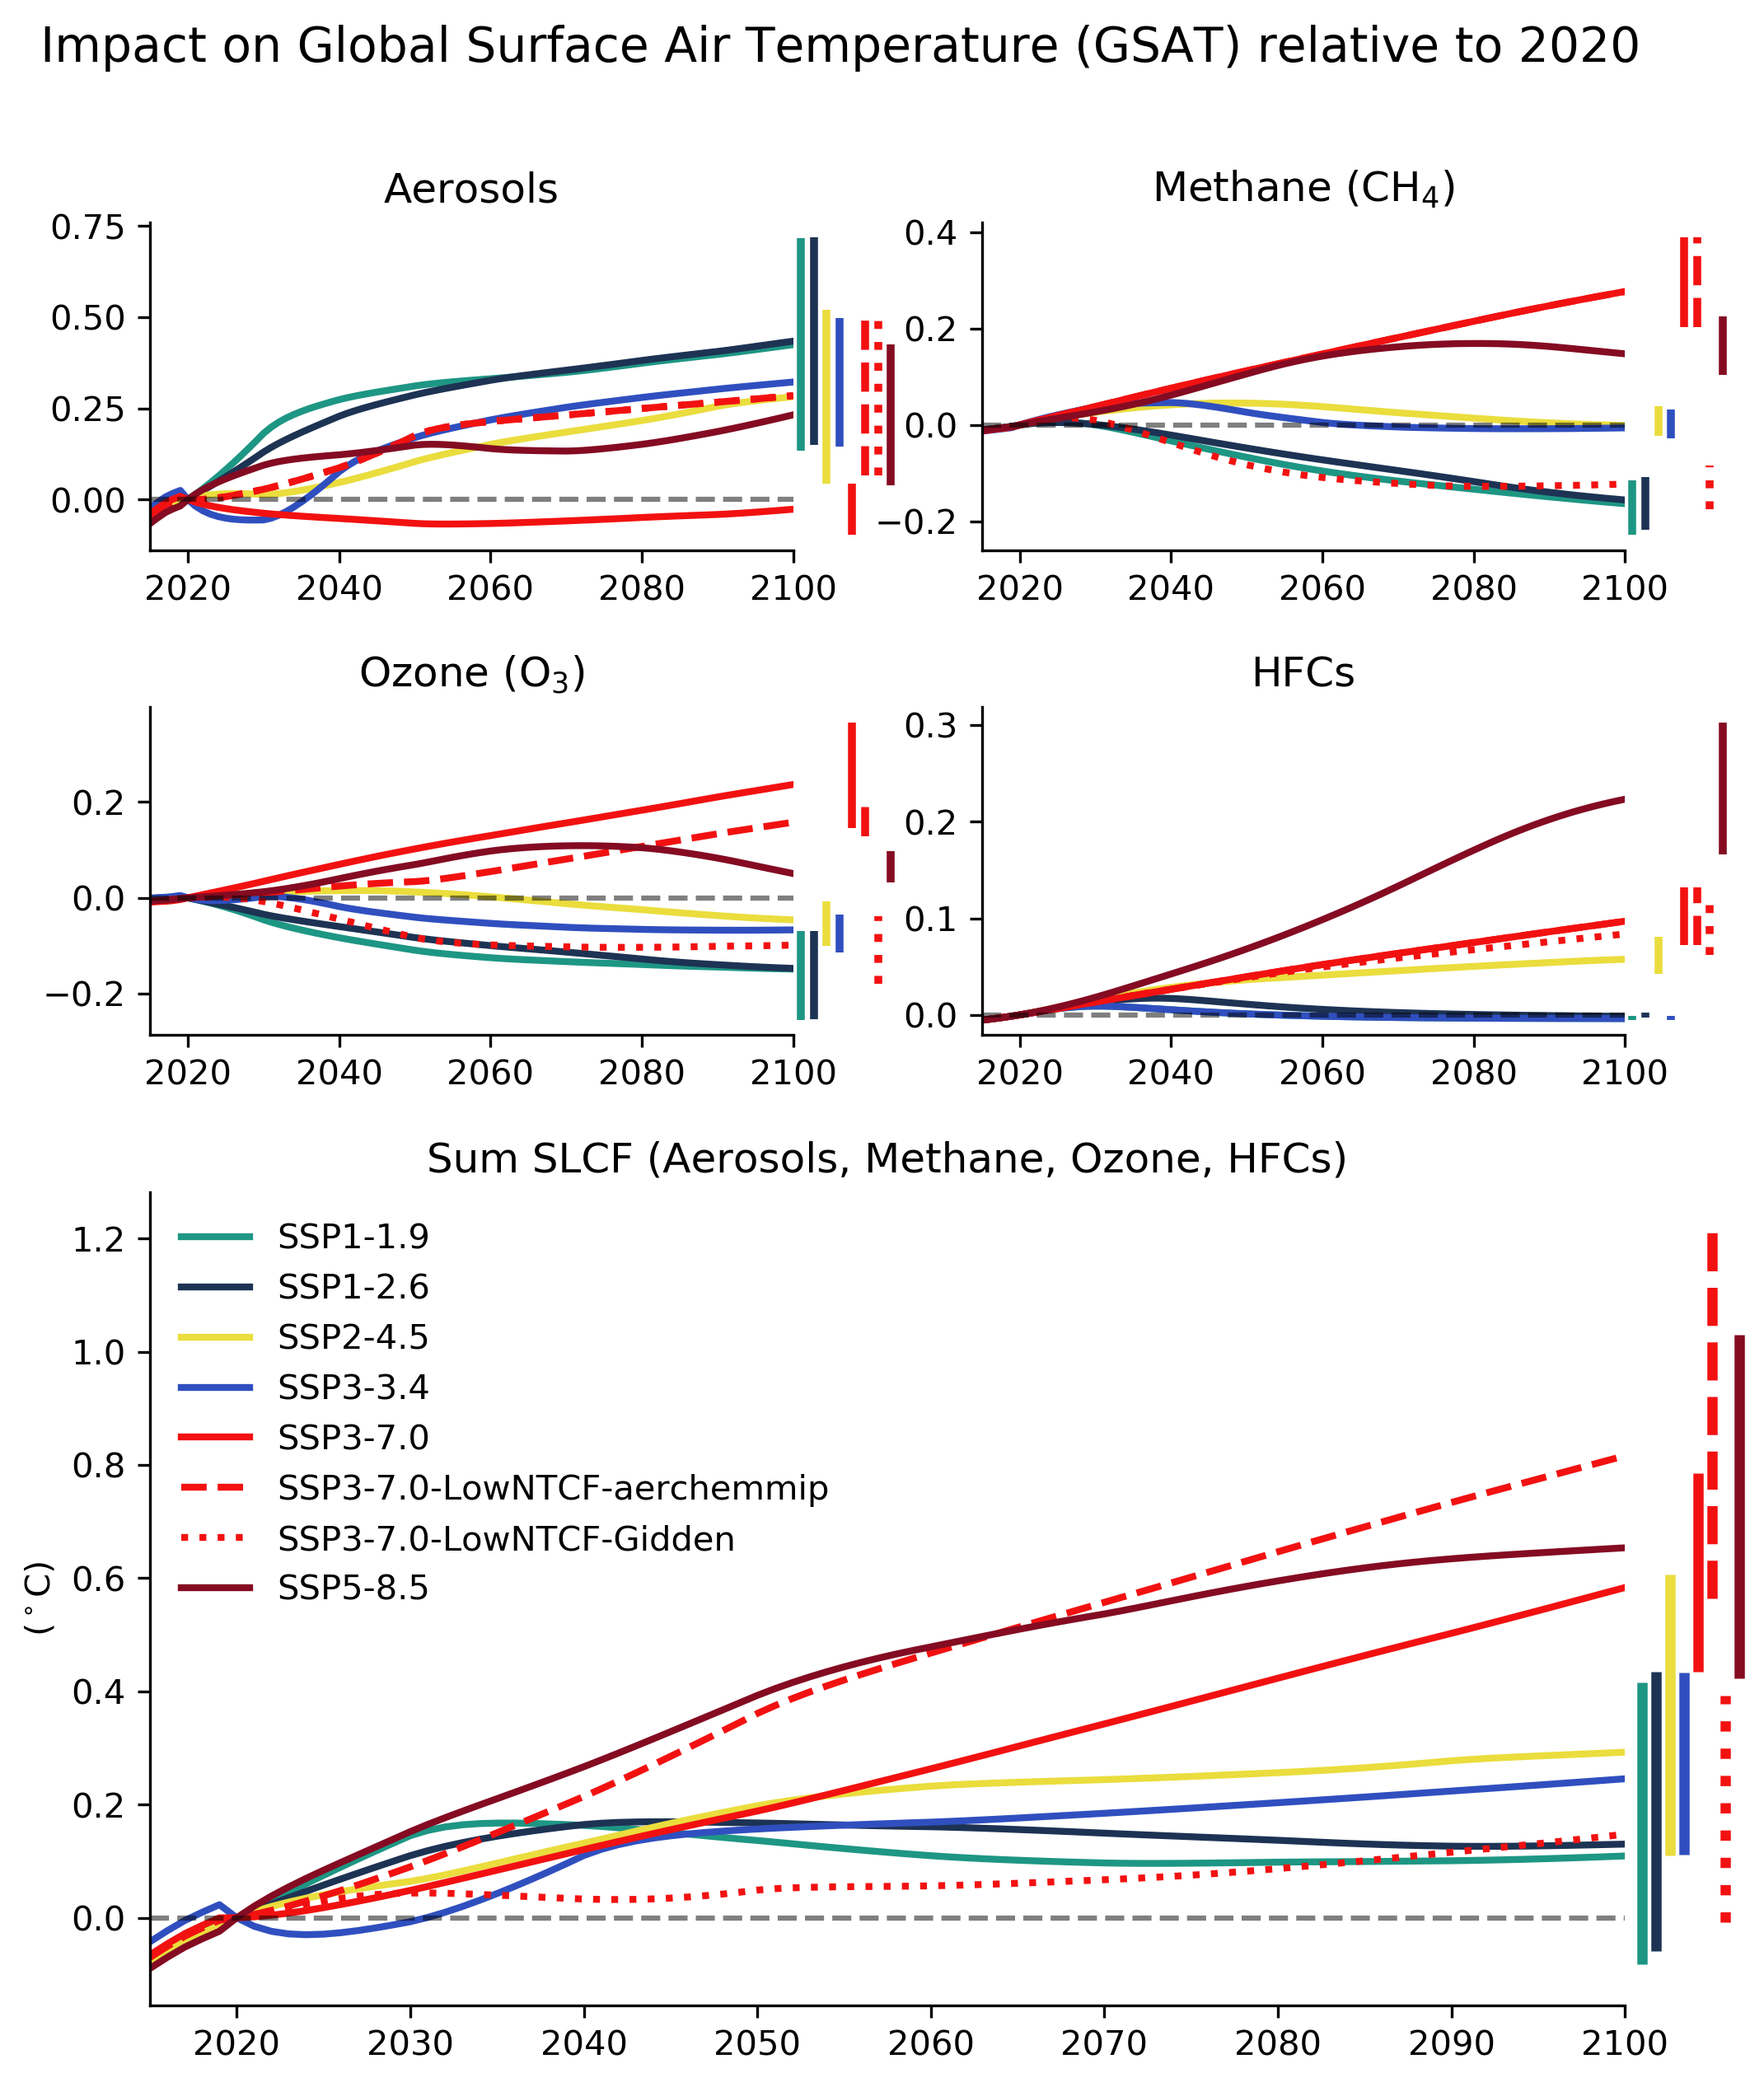 Impact on Global Surface Air Temperature (GSAT) relative to 2020
Aerosols
0.75
0.50
0.25
0.00
2020 2040 2060 2080 2100
Methane (CH₄)
0.4
0.2
0.0
−0.2
2020 2040 2060 2080 2100
Ozone (O₃)
0.2
0.0
−0.2
2020 2040 2060 2080 2100
HFCs
0.3
0.2
0.1
0.0
2020 2040 2060 2080 2100
Sum SLCF (Aerosols, Methane, Ozone, HFCs)
(°C)
1.2
1.0
0.8
0.6
0.4
0.2
0.0
SSP1-1.9
SSP1-2.6
SSP2-4.5
SSP3-3.4
SSP3-7.0
SSP3-7.0-LowNTCF-aerchemmip
SSP3-7.0-LowNTCF-Gidden
SSP5-8.5
2020 2030 2040 2050 2060 2070 2080 2090 2100